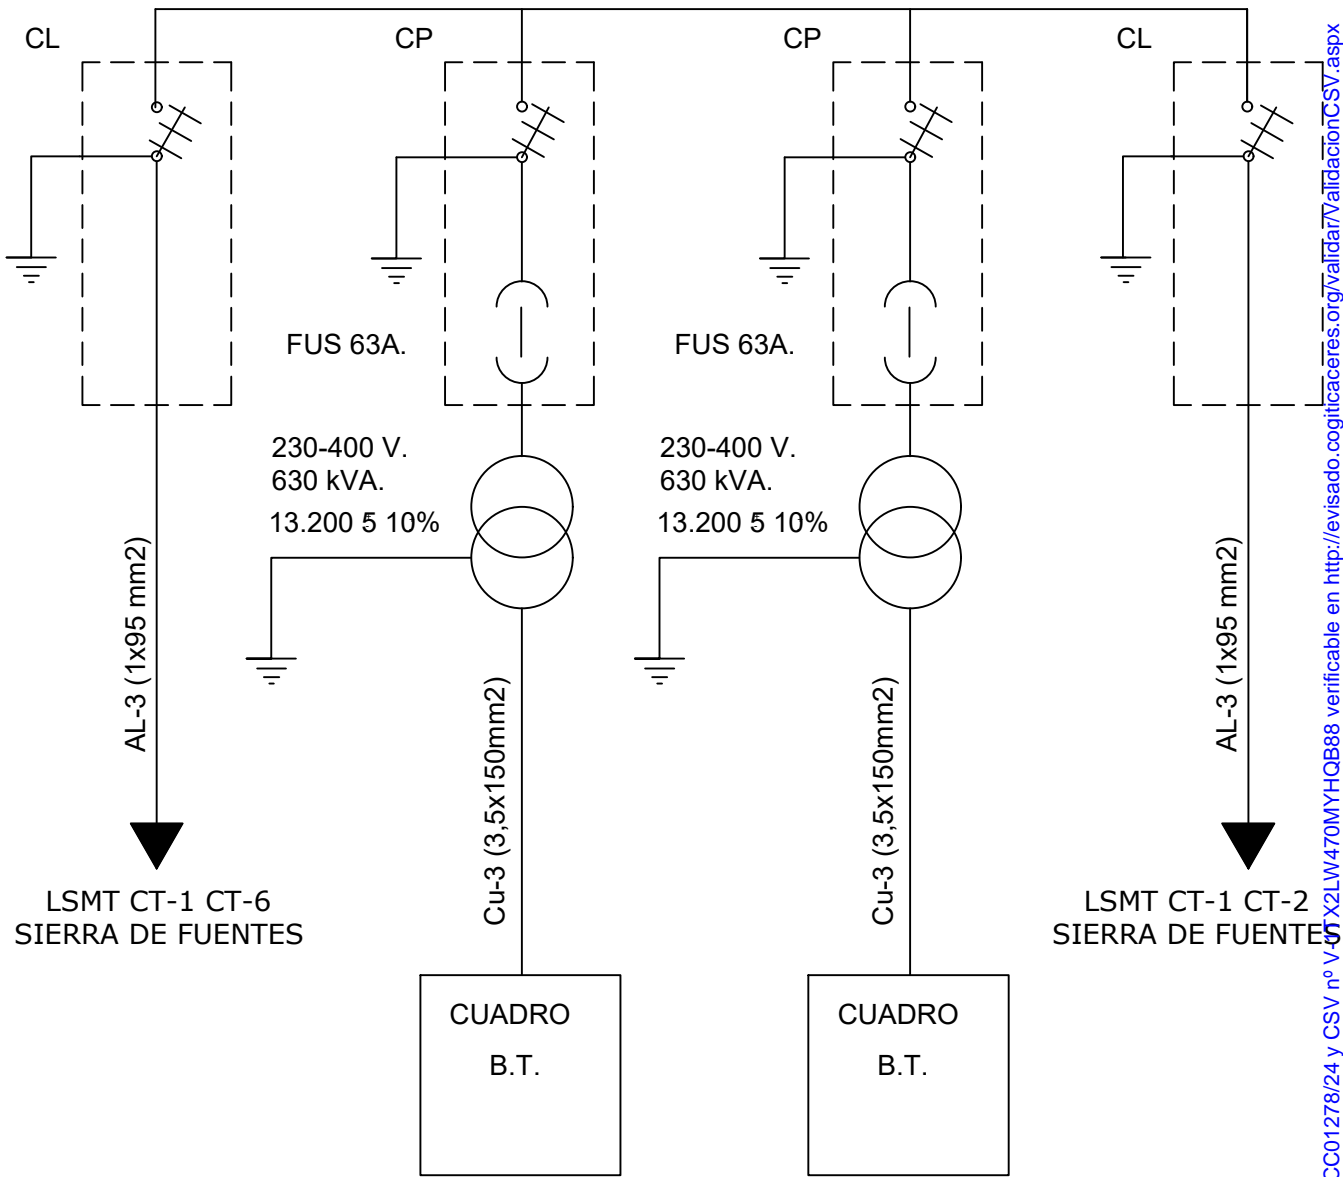 CL
CP
CP
CL
FUS 63A.
FUS 63A.
230-400 V.
630 kVA.
13.200 5 10%
230-400 V.
630 kVA.
13.200 5 10%
AL-3 (1x95 mm2)
Cu-3 (3,5x150mm2)
Cu-3 (3,5x150mm2)
AL-3 (1x95 mm2)
LSMT CT-1 CT-6
SIERRA DE FUENTES
LSMT CT-1 CT-2
SIERRA DE FUENTES
CUADRO
B.T.
CUADRO
B.T.
CC01278/24 y CSV nº verificable en http://evisado.cogiticaceres.org/validar/ValidacionCSV.aspx